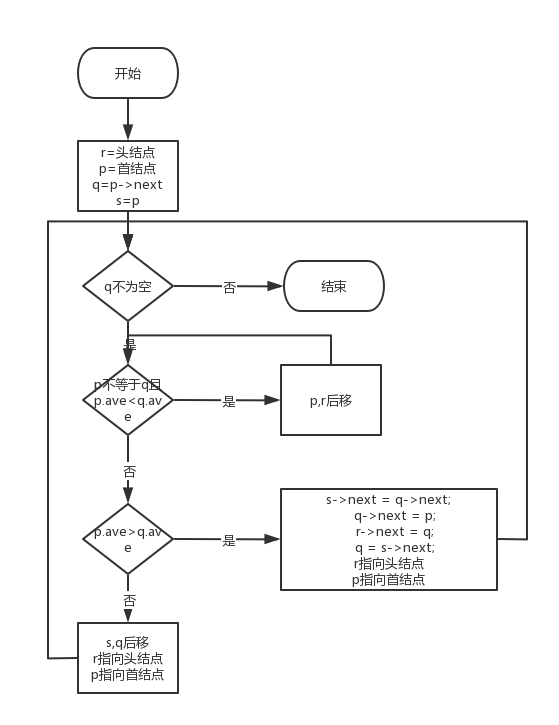 开始
r=头结点
p=首结点
q=p->next
s=p
q不为空
否
结束
是
p不等于q且
p.ave<q.av
e
是
p,r后移
否
p.ave>q.av
e
是
s->next = q->next;
q->next = p;
r->next = q;
q = s->next;
r指向头结点
p指向首结点
否
s,q后移
r指向头结点
p指向首结点